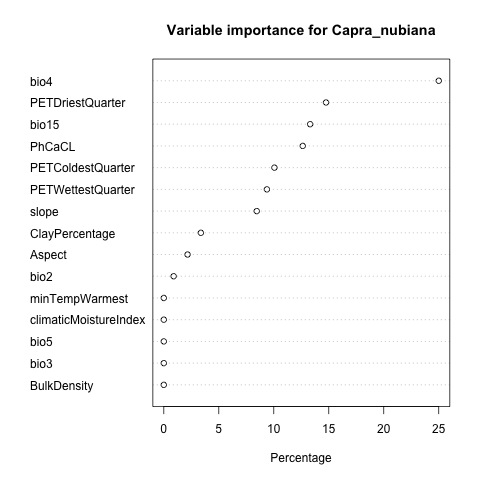 Variable importance for Capra_nubiana
bio4
PETDriestQuarter
bio15
PhCaCL
PETColdestQuarter
PETWettestQuarter
slope
ClayPercentage
Aspect
bio2
minTempWarmest
climaticMoistureIndex
bio5
bio3
BulkDensity
0 5 10 15 20 25
Percentage